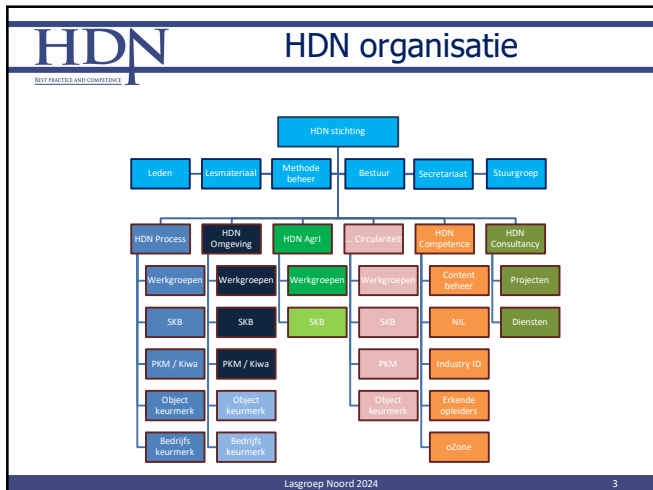 HDN
BEST PRACTICE AND COMPETENCE
HDN organisatie
HDN stichting
Leden
Lesmateriaal
Methode
beheer
Bestuur
Secretariaat
Stuurgroep
HDN Process
HDN
Omgeving
HDN Agri
... Circulariteit
HDN
Competence
HDN
Consultancy
Werkgroepen
Werkgroepen
Werkgroepen
Werkgroepen
Content
beheer
Projecten
SKB
SKB
SKB
SKB
NIL
Diensten
PKM / Kiwa
PKM / Kiwa
PKM
Industry ID
Object
keurmerk
Object
keurmerk
Object
keurmerk
Erkende
opleiders
Bedrijfs
keurmerk
Bedrijfs
keurmerk
oZone
Lasgroep Noord 2024
3